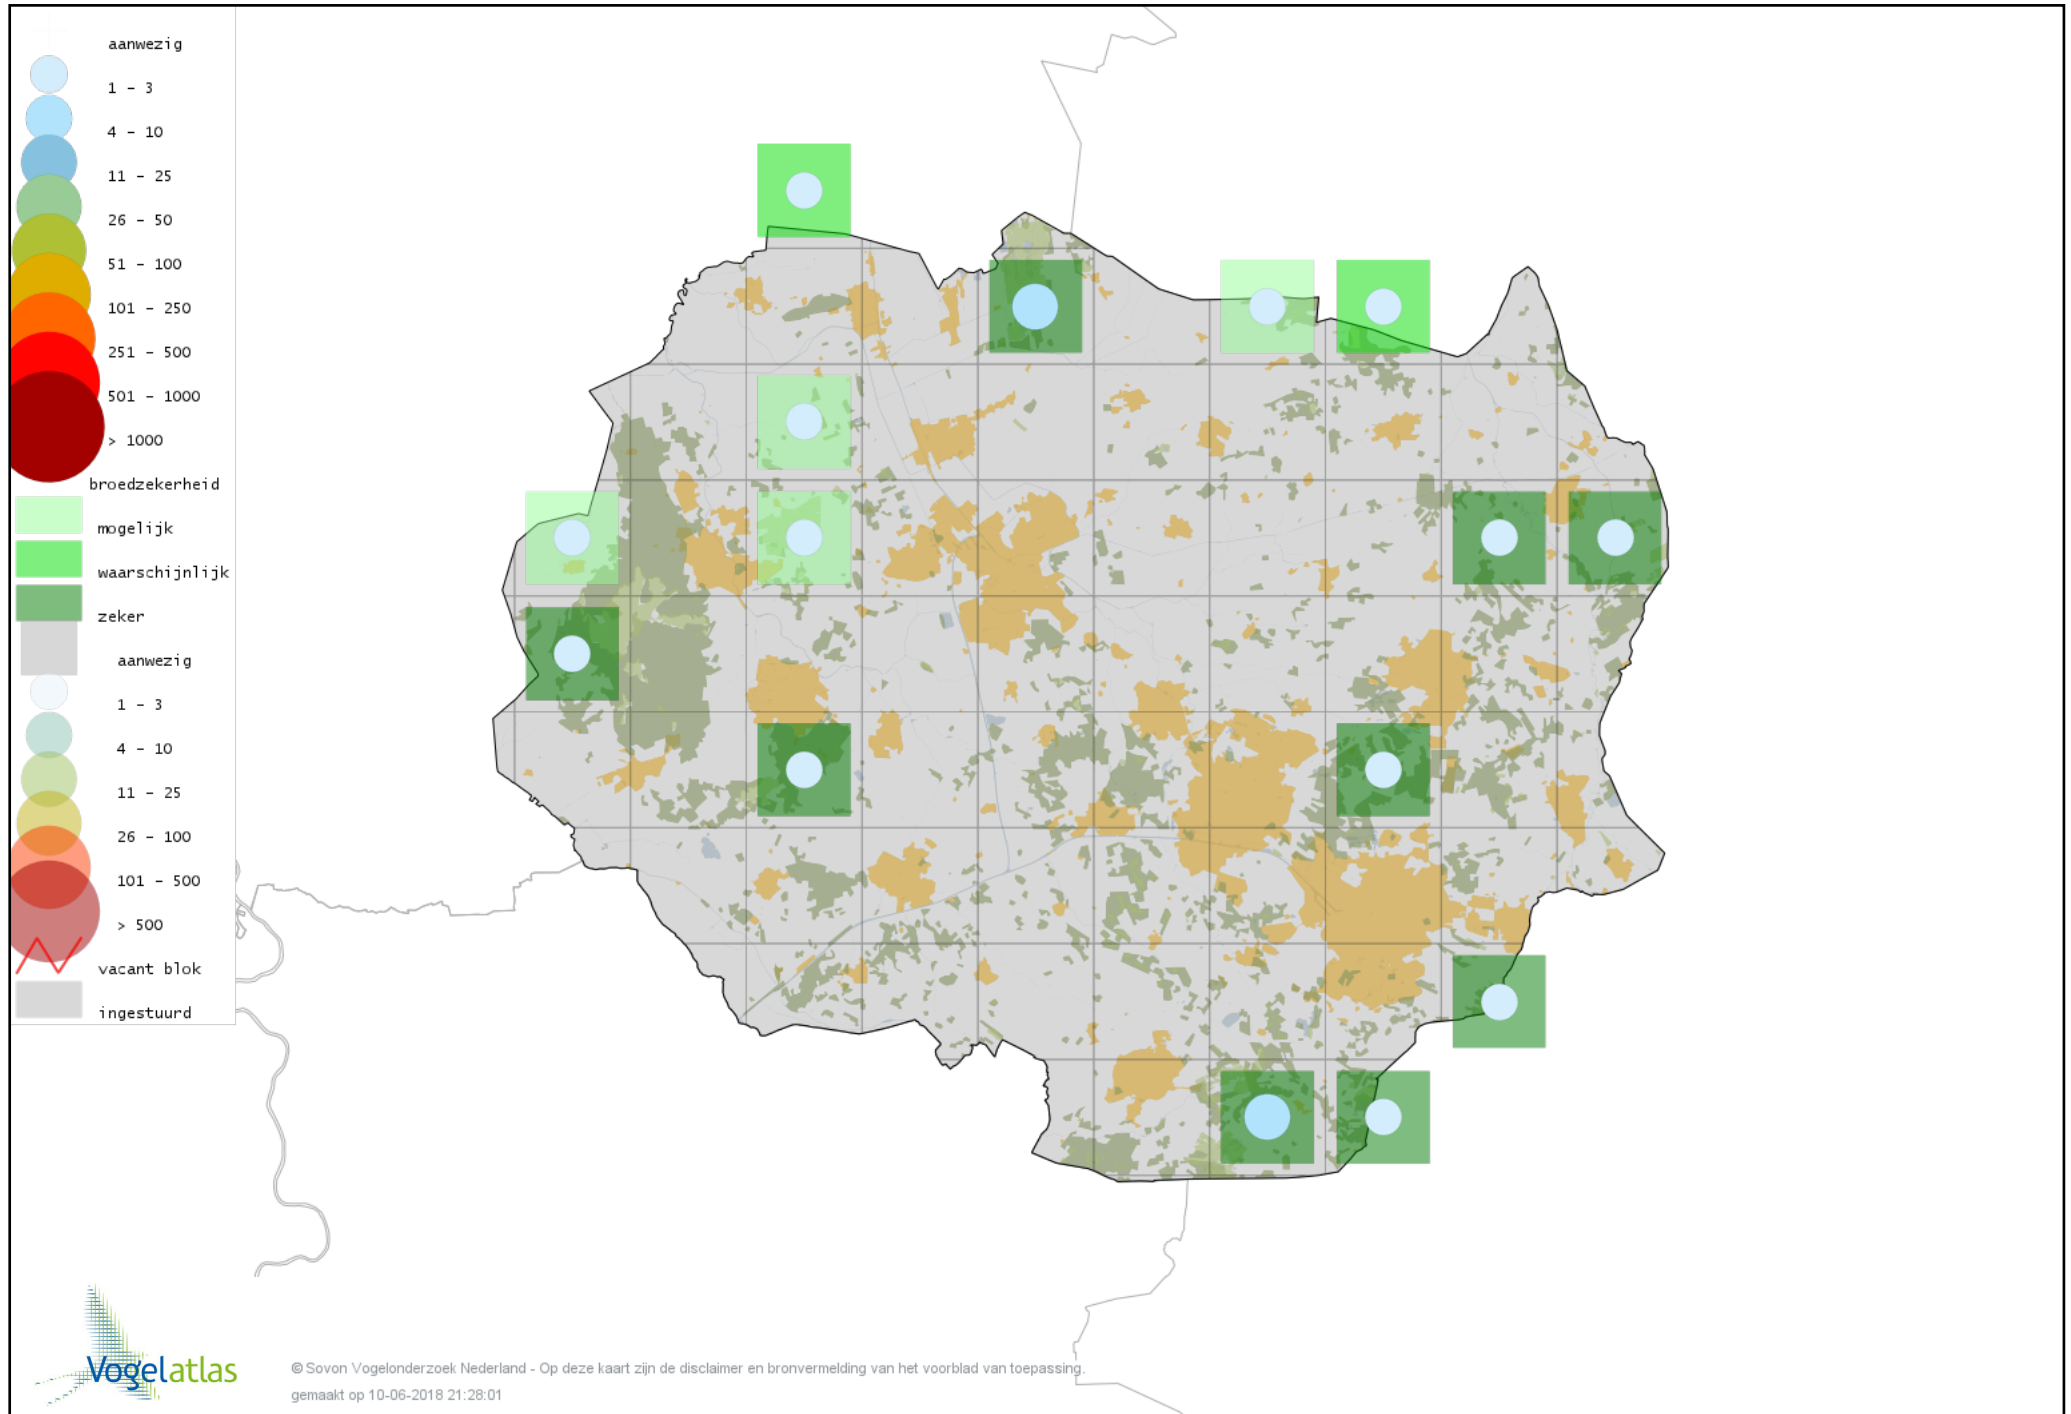 aanwezig
1 - 3
4 - 10
11 - 25
26 - 50
51 - 100
101 - 250
251 - 500
501 - 1000
> 1000
broedzekerheid
mogelijk
waarschijnlijk
zeker
aanwezig
1 - 3
4 - 10
11 - 25
26 - 100
101 - 500
> 500
vacant blok
ingestuurd
Vogelatlas
© Sovon Vogelonderzoek Nederland - Op deze kaart zijn de disclaimer en bronvermelding van het voorblad van toepassing.
gemaakt op 10-06-2018 21:28:01